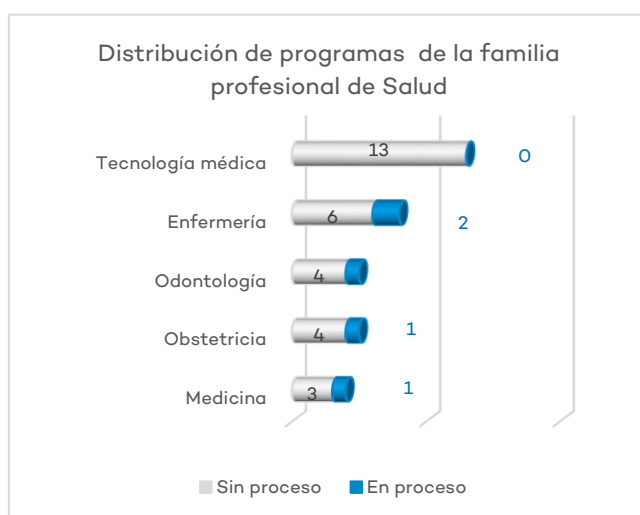 Distribución de programas de la familia
profesional de Salud
Tecnología médica 13 0
Enfermería 6 2
Odontología 4
Obstetricia 4 1
Medicina 3 1
Sin proceso En proceso